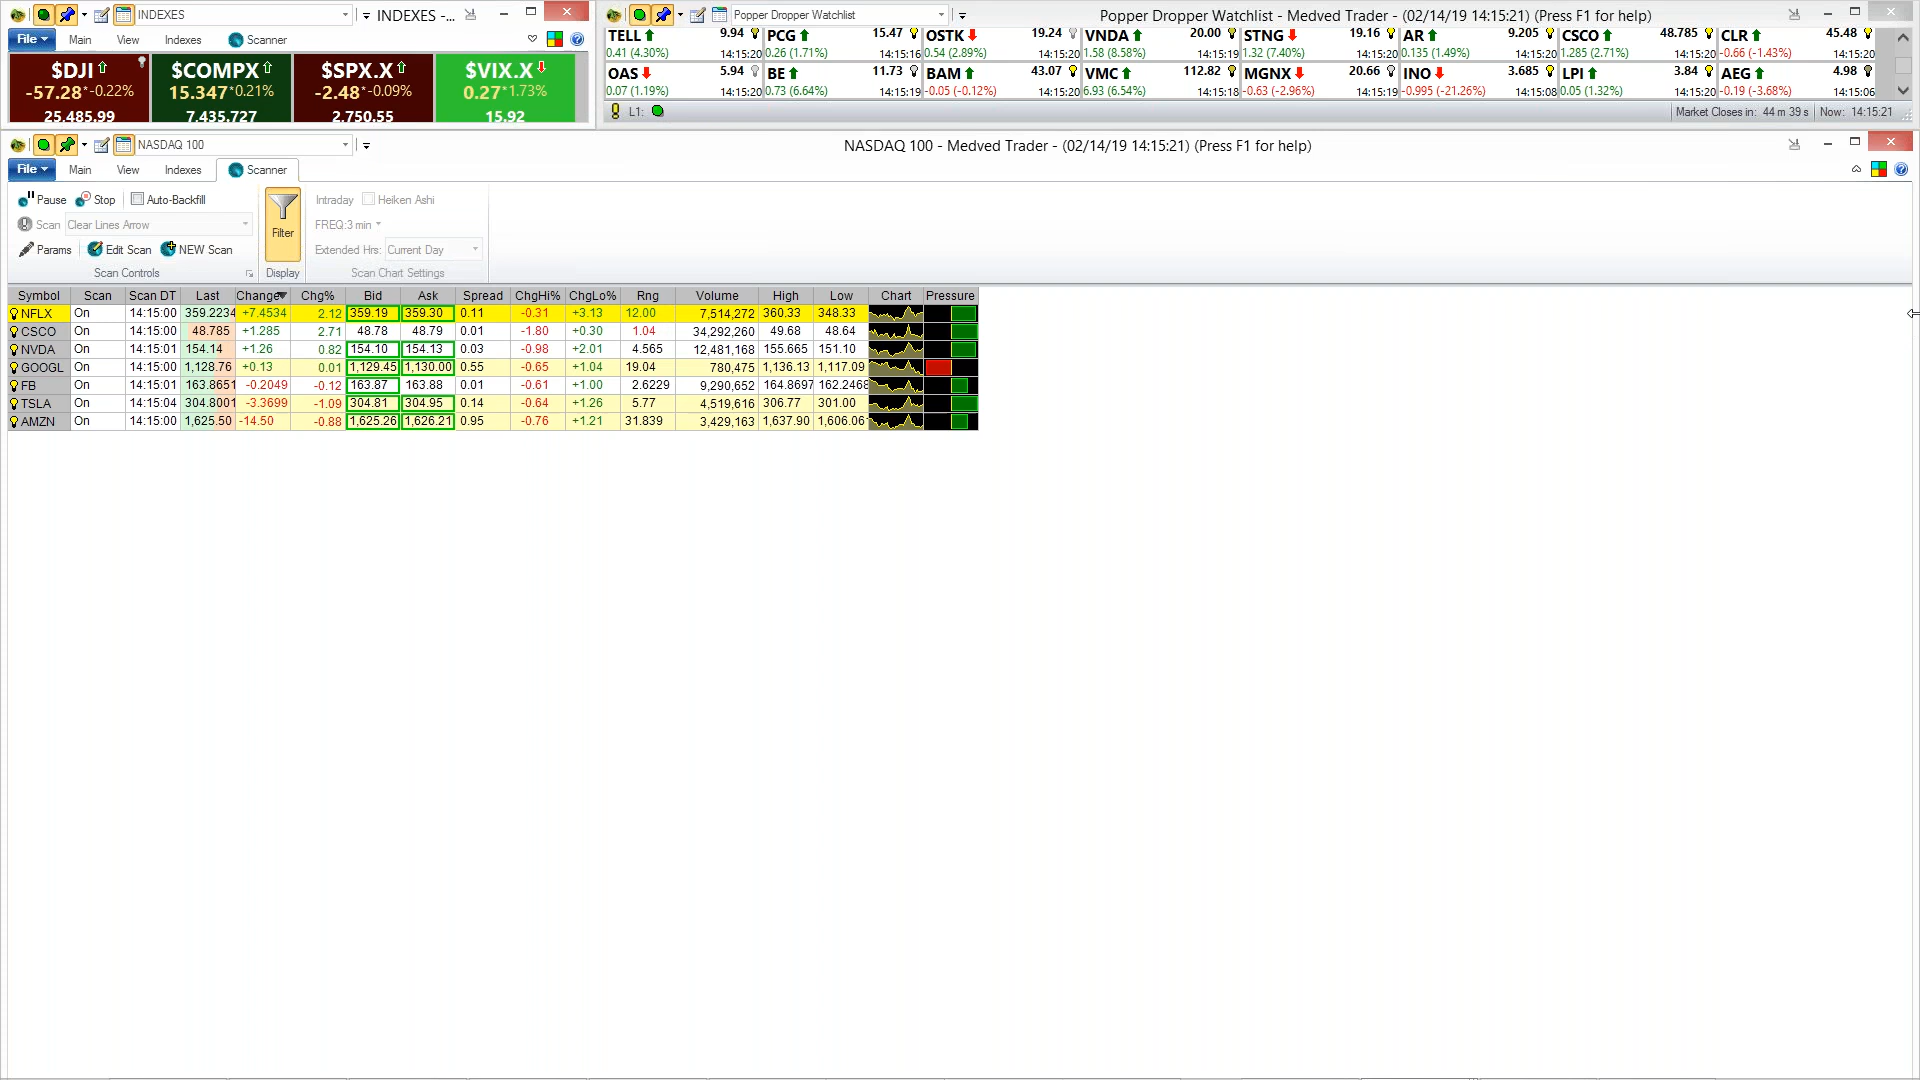 INDEXES
INDEXES -...
File Main View Indexes Scanner
$DJI $COMPX $SPX.X $VIX.X
-57.28*-0.22% 15.347*0.21% -2.48*-0.09% 0.27*1.73%
25,485.99 7,435.727 2,750.55 15.92
Popper Dropper Watchlist
Popper Dropper Watchlist - Medved Trader - (02/14/19 14:15:21) (Press F1 for help)
TELL 9.94 PCG 15.47 OSTK 19.24 VNDA 20.00 STNG 19.16 AR 9.205 CSCO 48.785 CLR 45.48
0.41 (4.30%) 14:15:20 0.26 (1.71%) 14:15:16 0.54 (2.89%) 14:15:20 1.58 (8.58%) 14:15:19 1.32 (7.40%) 14:15:20 0.135 (1.49%) 14:15:20 1.285 (2.71%) 14:15:20 -0.66 (-1.43%) 14:15:20
OAS 5.94 BE 11.73 BAM 43.07 VMC 112.82 MGNX 20.66 INO 3.685 LPI 3.84 AEG 4.98
0.07 (1.19%) 14:15:20 0.73 (6.64%) 14:15:19 -0.05 (-0.12%) 14:15:20 6.93 (6.54%) 14:15:18 -0.63 (-2.96%) 14:15:19 -0.995 (-21.26%) 14:15:08 0.05 (1.32%) 14:15:20 -0.19 (-3.68%) 14:15:06
L1: Market Closes in: 44 m 39 s Now: 14:15:21
NASDAQ 100
NASDAQ 100 - Medved Trader - (02/14/19 14:15:21) (Press F1 for help)
File Main View Indexes Scanner
Pause Stop Auto-Backfill Intraday Heiken Ashi
Scan Clear Lines Arrow Filter FREQ:3 min
Params Edit Scan NEW Scan Extended Hrs: Current Day
Scan Controls Display Scan Chart Settings
Symbol Scan Scan DT Last Change Chg% Bid Ask Spread ChgHi% ChgLo% Rng Volume High Low Chart Pressure
NFLX On 14:15:00 359.2234 +7.4534 2.12 359.19 359.30 0.11 -0.31 +3.13 12.00 7,514,272 360.33 348.33
CSCO On 14:15:00 48.785 +1.285 2.71 48.78 48.79 0.01 -1.80 +0.30 1.04 34,292,260 49.68 48.64
NVDA On 14:15:01 154.14 +1.26 0.82 154.10 154.13 0.03 -0.98 +2.01 4.565 12,481,168 155.665 151.10
GOOGL On 14:15:00 1,128.76 +0.13 0.01 1,129.45 1,130.00 0.55 -0.65 +1.04 19.04 780,475 1,136.13 1,117.09
FB On 14:15:01 163.8651 -0.2049 -0.12 163.87 163.88 0.01 -0.61 +1.00 2.6229 9,290,652 164.8697 162.2468
TSLA On 14:15:04 304.8001 -3.3699 -1.09 304.81 304.95 0.14 -0.64 +1.26 5.77 4,519,616 306.77 301.00
AMZN On 14:15:00 1,625.50 -14.50 -0.88 1,625.26 1,626.21 0.95 -0.76 +1.21 31.839 3,429,163 1,637.90 1,606.06